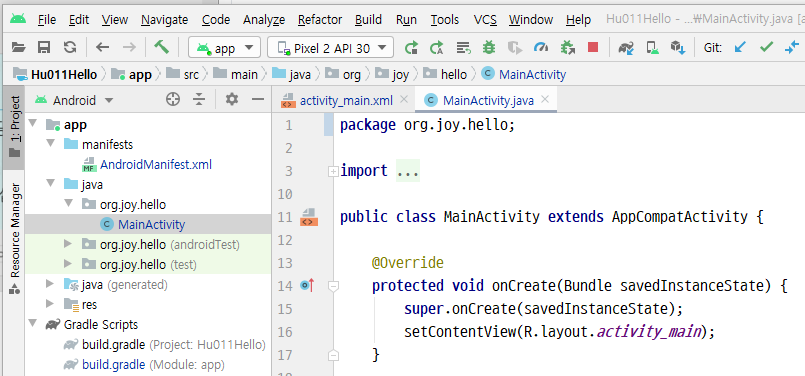 File Edit View Navigate Code Analyze Refactor Build Run Tools VCS Window Help Hu011Hello - ...₩MainActivity.java [a
app Pixel 2 API 30 Git:
Hu011Hello app src main java org joy hello MainActivity
1: Project
Resource Manager
Android
app
manifests
AndroidManifest.xml
java
org.joy.hello
MainActivity
org.joy.hello (androidTest)
org.joy.hello (test)
java (generated)
res
Gradle Scripts
build.gradle (Project: Hu011Hello)
build.gradle (Module: app)
activity_main.xml MainActivity.java
1 package org.joy.hello;
2
3 import ...
10
11 public class MainActivity extends AppCompatActivity {
12
13 @Override
14 protected void onCreate(Bundle savedInstanceState) {
15 super.onCreate(savedInstanceState);
16 setContentView(R.layout.activity_main);
17 }